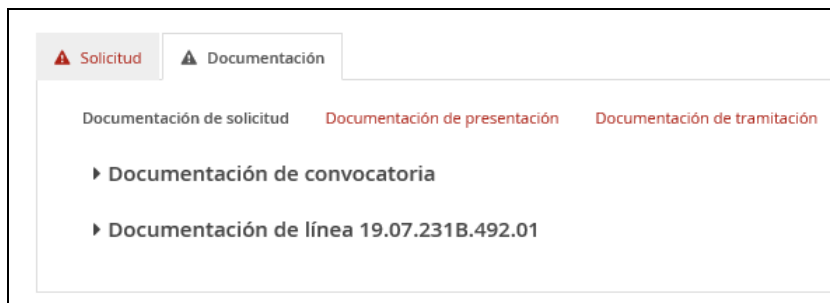 Solicitud Documentación
Documentación de solicitud Documentación de presentación Documentación de tramitación
Documentación de convocatoria
Documentación de línea 19.07.231B.492.01